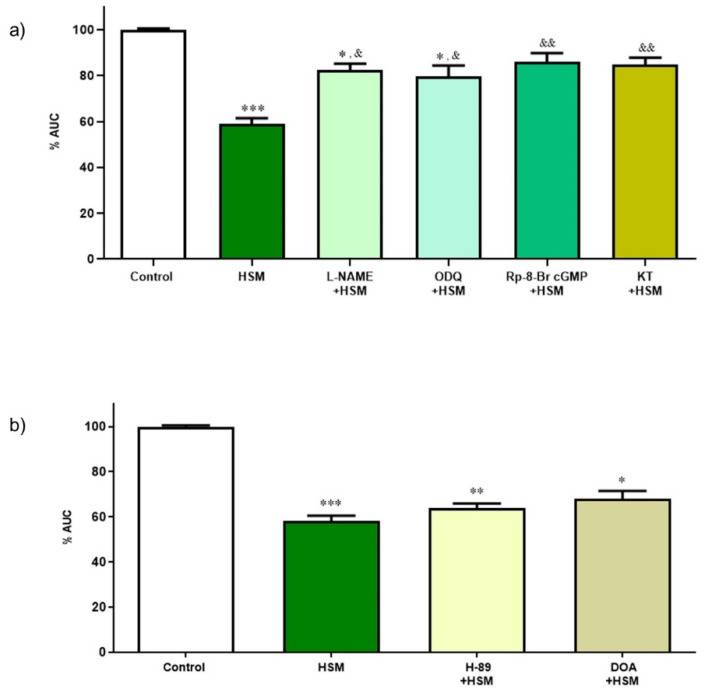 a)
% AUC
100
80
60
40
20
0
***
*,&
*,&
&&
&&
Control HSM L-NAME ODQ Rp-8-Br cGMP KT
+HSM +HSM +HSM +HSM
b)
% AUC
100
80
60
40
20
0
***
**
*
Control HSM H-89 DOA
+HSM +HSM